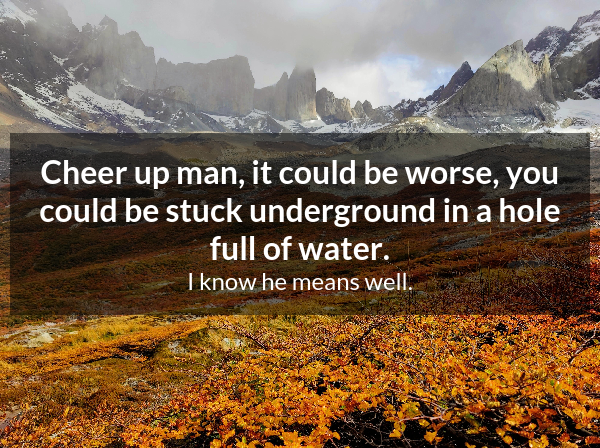 Cheer up man, it could be worse, you
could be stuck underground in a hole
full of water.
I know he means well.